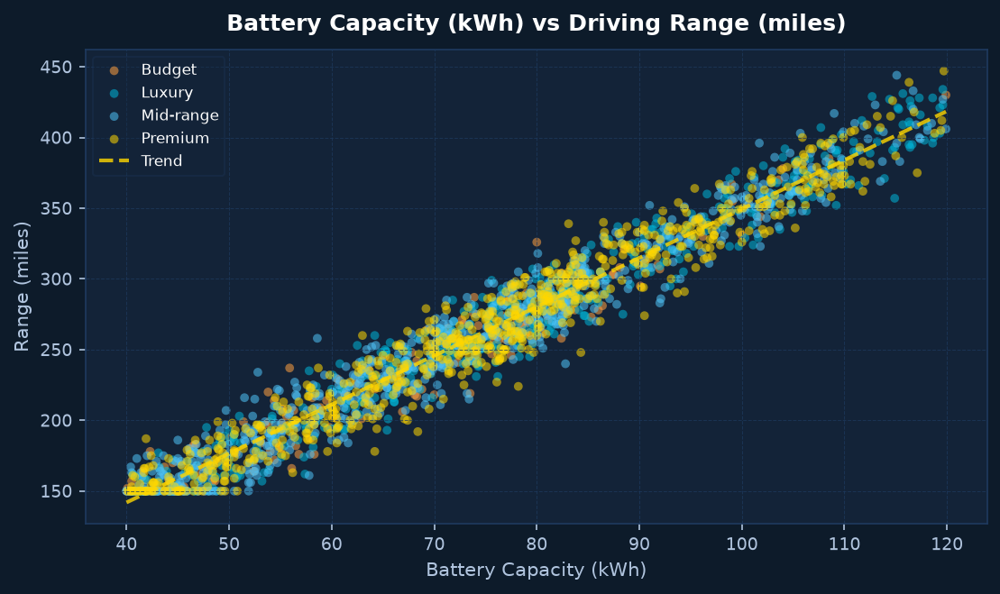 Battery Capacity (kWh) vs Driving Range (miles)
Budget
Luxury
Mid-range
Premium
Trend
Range (miles)
450
400
350
300
250
200
150
40 50 60 70 80 90 100 110 120
Battery Capacity (kWh)